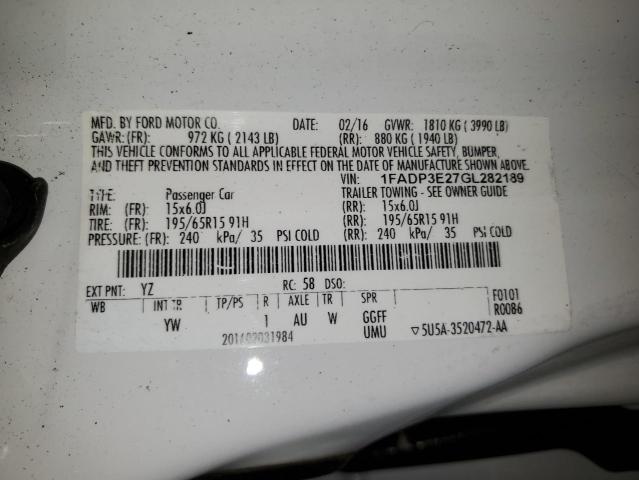 MFD. BY FORD MOTOR CO. DATE: 02/16 GVWR: 1810 KG ( 3990 LB)
GAWR: (FR): 972 KG ( 2143 LB) (RR): 880 KG ( 1940 LB)
THIS VEHICLE CONFORMS TO ALL APPLICABLE FEDERAL MOTOR VEHICLE SAFETY, BUMPER,
AND THEFT PREVENTION STANDARDS IN EFFECT ON THE DATE OF MANUFACTURE SHOWN ABOVE.
VIN: 1FADP3E27GL282189
TYPE: Passenger Car TRAILER TOWING - SEE OWNER GUIDE
RIM: (FR) 15x6.0J (RR): 15x6.0J
TIRE: (FR) 195/65R15 91H (RR): 195/65R15 91H
PRESSURE: (FR) 240 kPa/ 35 PSI COLD (RR): 240 kPa/ 35 PSI COLD
EXT PNT: YZ RC: 58 DSO:
WB INT TR TP/PS R AXLE TR SPR F0101
YW 1 AU W GGFF R0086
201602031984 UMU ▽5U5A-3520472-AA